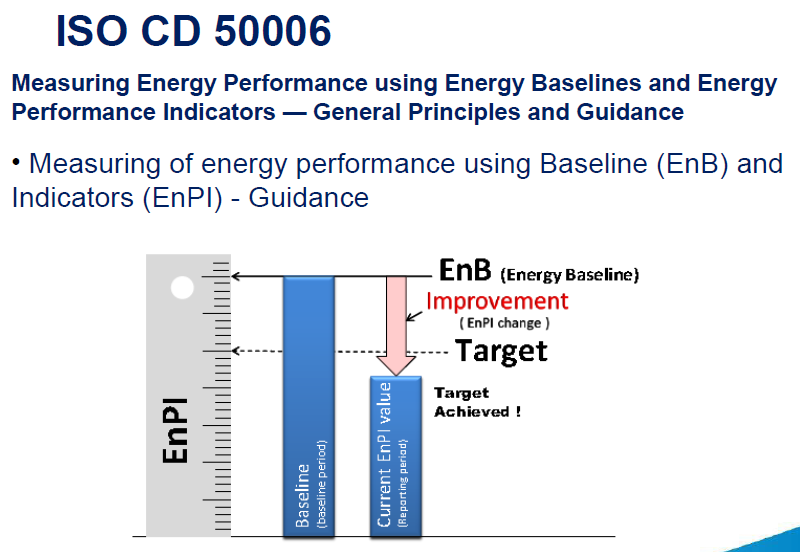 ISO CD 50006
Measuring Energy Performance using Energy Baselines and Energy
Performance Indicators — General Principles and Guidance
• Measuring of energy performance using Baseline (EnB) and
Indicators (EnPI) - Guidance
EnB (Energy Baseline)
Improvement
( EnPI change )
Target
Target
Achieved !
EnPI
Baseline
(baseline period)
Current EnPI value
(Reporting period)